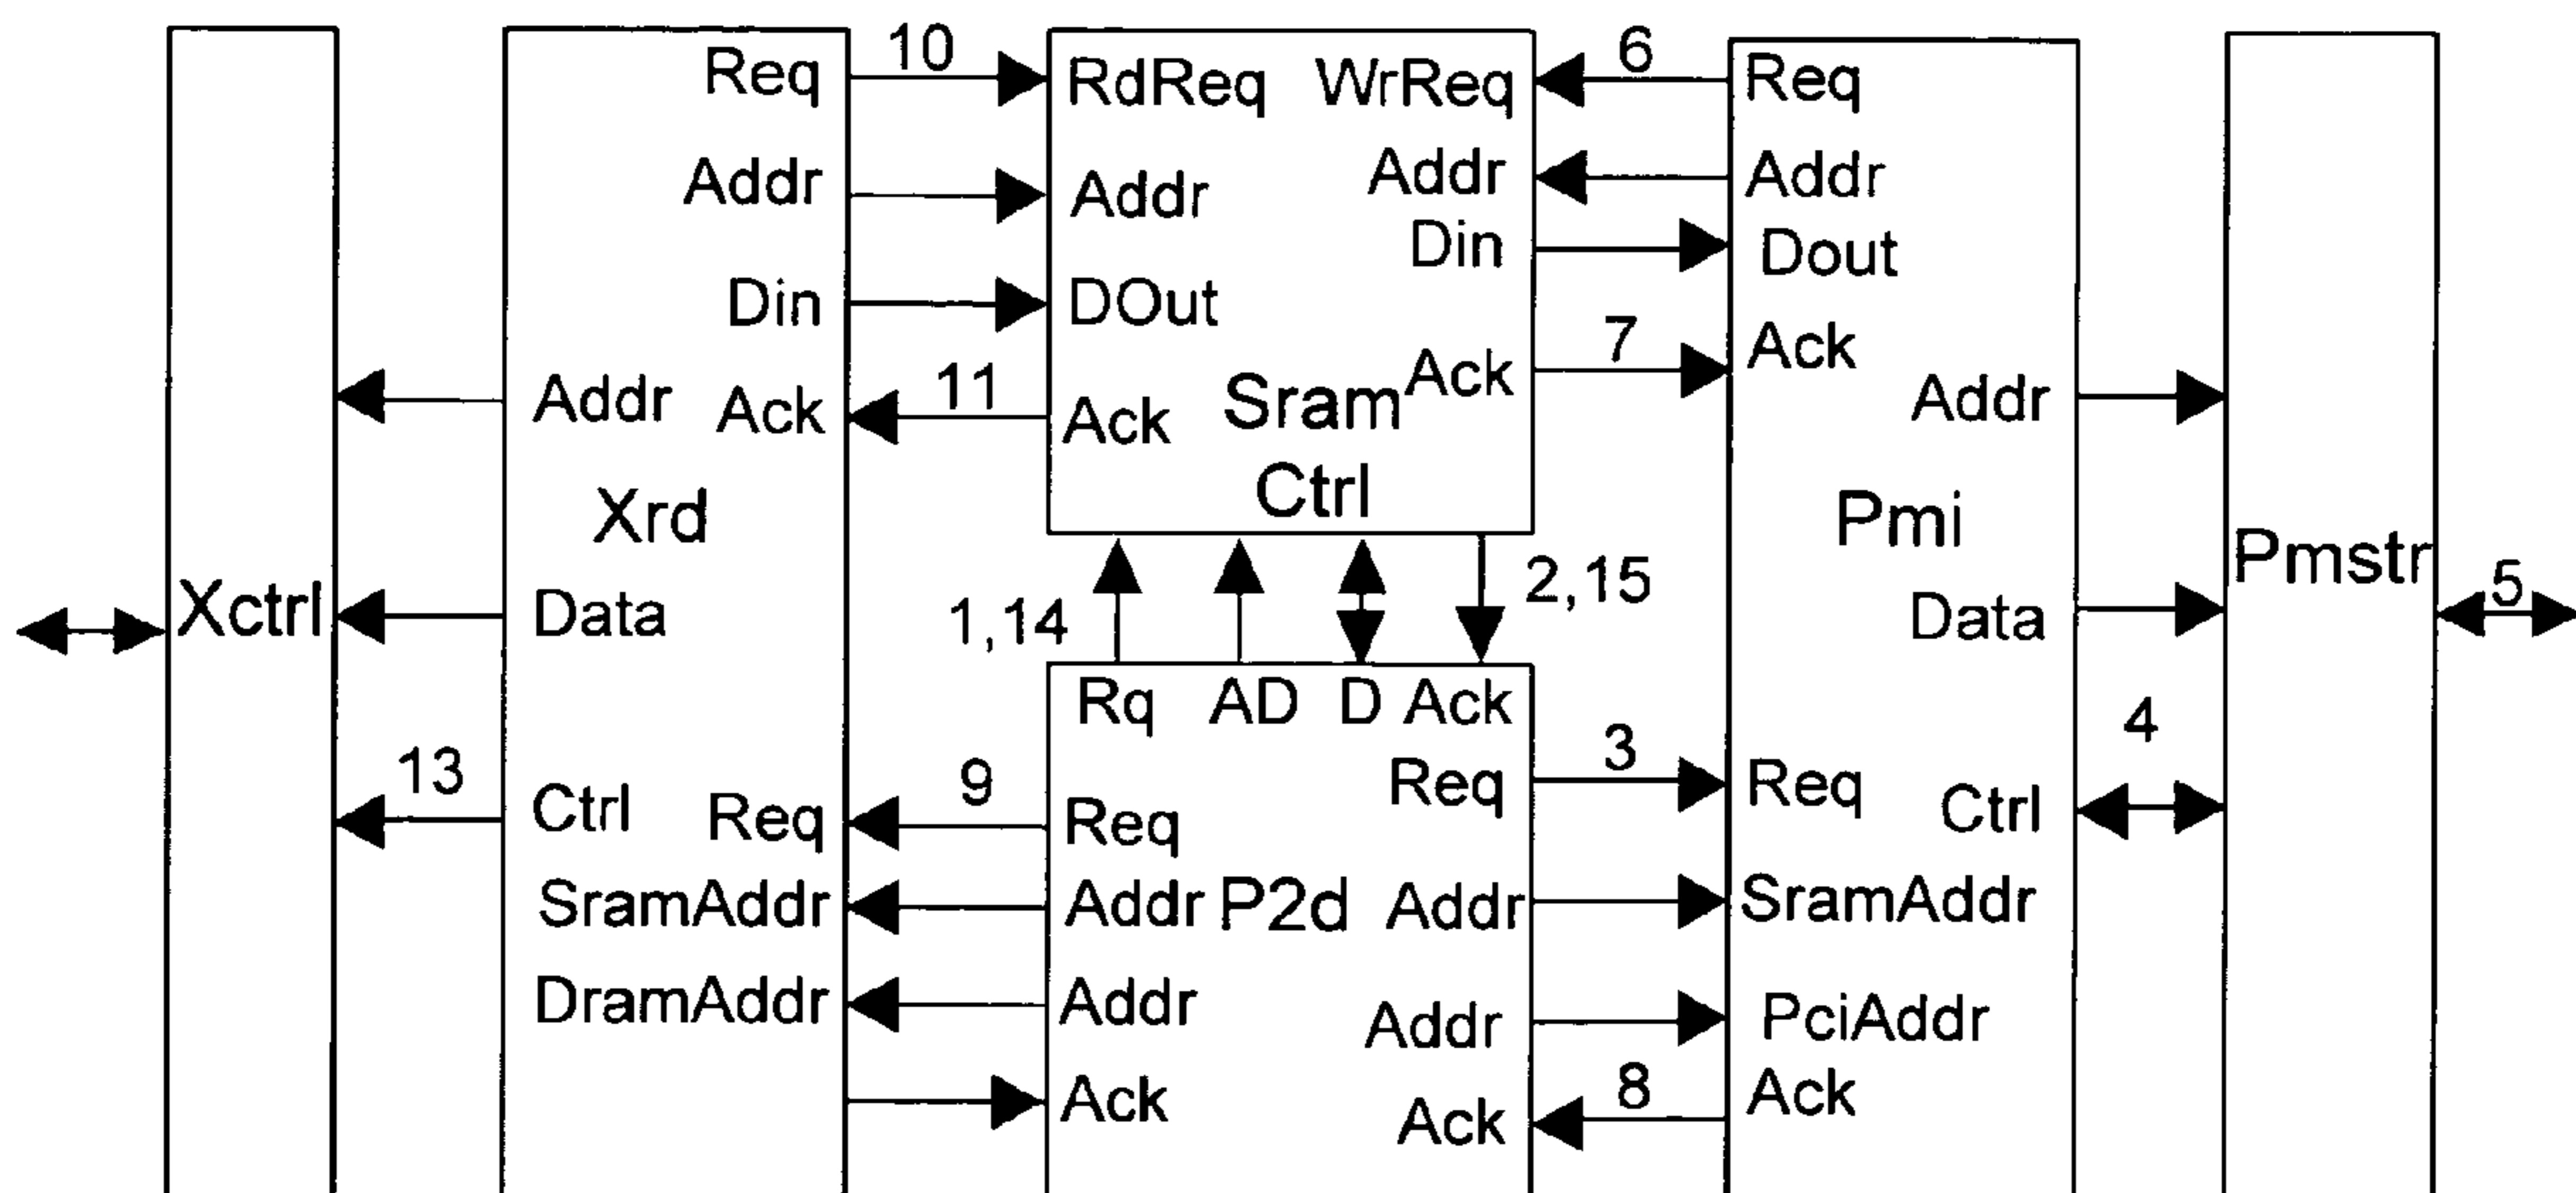 Req 10 RdReq WrReq 6 Req
Addr Addr Addr Addr
Din DOut Din Dout
Addr Ack 11 Ack Sram Ack 7 Ack Addr
Xrd Ctrl Pmi
Xctrl Data 1,14 2,15 Data Pmstr 5
Rq AD D Ack
13 Ctrl Req 9 Req Req 3 Req Ctrl 4
SramAddr Addr P2d Addr SramAddr
DramAddr Addr Addr PciAddr
Ack Ack 8 Ack